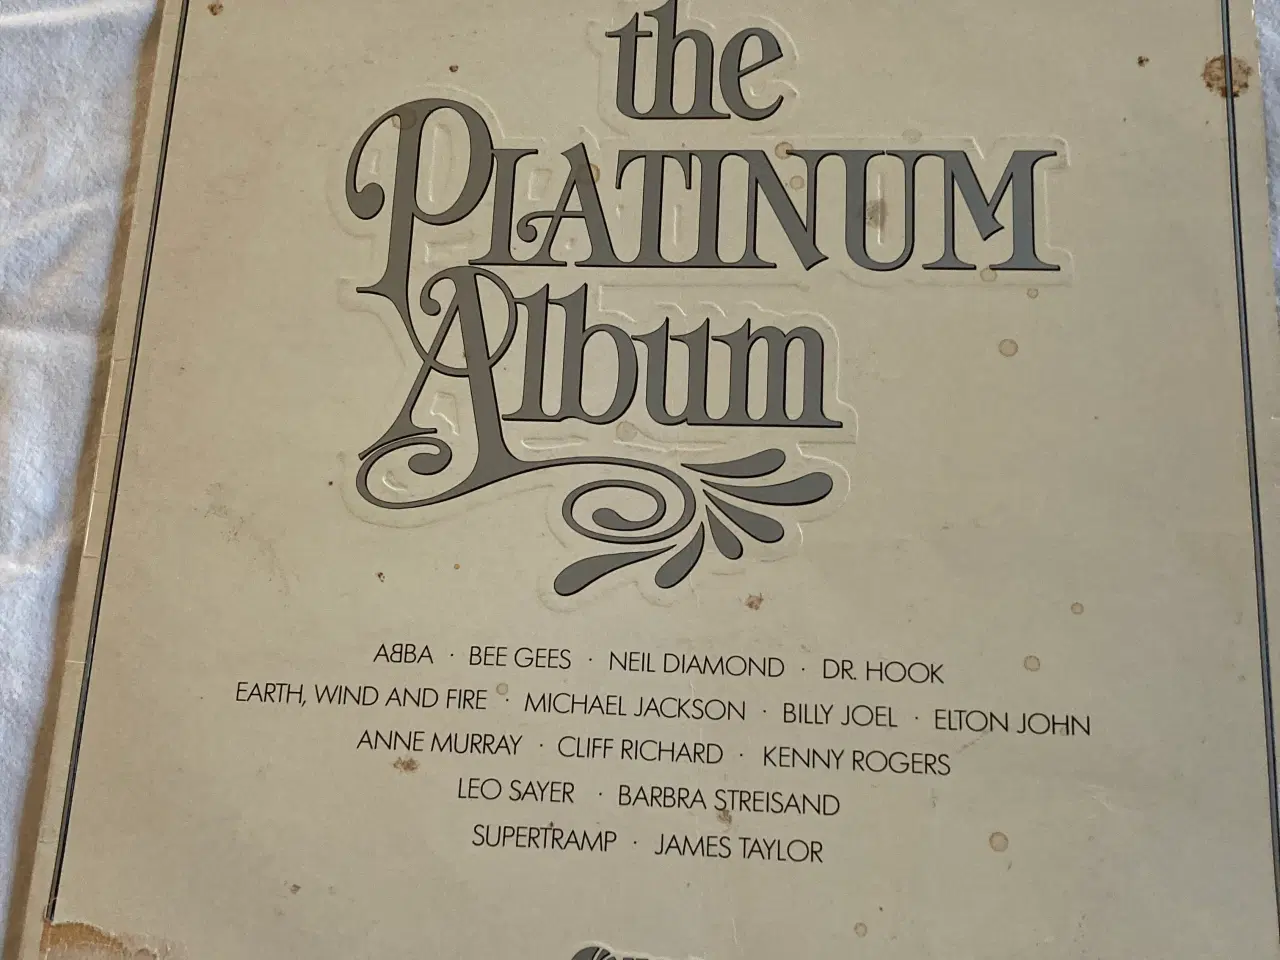 the
PLATINUM
Album
ABBA · BEE GEES · NEIL DIAMOND · DR. HOOK
EARTH, WIND AND FIRE · MICHAEL JACKSON · BILLY JOEL · ELTON JOHN
ANNE MURRAY · CLIFF RICHARD · KENNY ROGERS
LEO SAYER · BARBRA STREISAND
SUPERTRAMP · JAMES TAYLOR